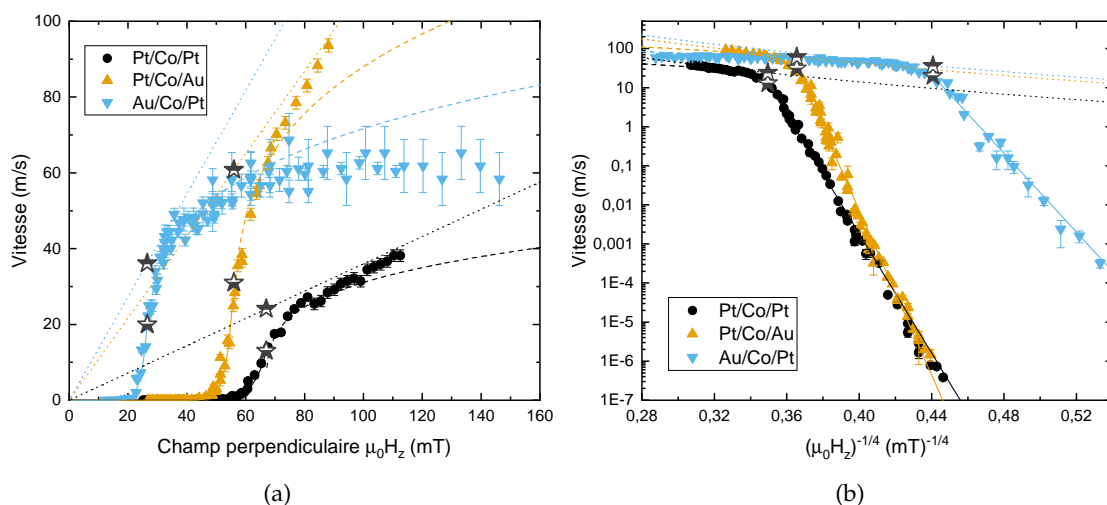 100
80
60
40
20
0
Vitesse (m/s)
Pt/Co/Pt
Pt/Co/Au
Au/Co/Pt
0 20 40 60 80 100 120 140 160
Champ perpendiculaire μ₀H_z (mT)
(a)
100
10
1
0,1
0,01
0,001
1E-4
1E-5
1E-6
1E-7
Vitesse (m/s)
Pt/Co/Pt
Pt/Co/Au
Au/Co/Pt
0,28 0,32 0,36 0,40 0,44 0,48 0,52
(μ₀H_z)^-1/4 (mT)^-1/4
(b)